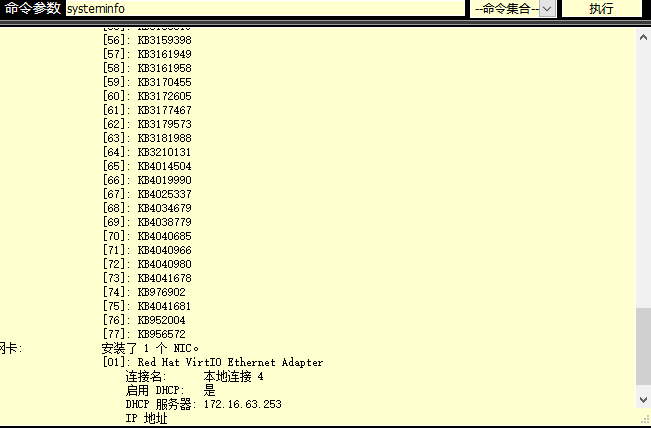 命令参数 systeminfo --命令集合-- 执行
[56]: KB3159398
[57]: KB3161949
[58]: KB3161958
[59]: KB3170455
[60]: KB3172605
[61]: KB3177467
[62]: KB3179573
[63]: KB3181988
[64]: KB3210131
[65]: KB4014504
[66]: KB4019990
[67]: KB4025337
[68]: KB4034679
[69]: KB4038779
[70]: KB4040685
[71]: KB4040966
[72]: KB4040980
[73]: KB4041678
[74]: KB976902
[75]: KB4041681
[76]: KB952004
[77]: KB956572
网卡: 安装了 1 个 NIC。
[01]: Red Hat VirtIO Ethernet Adapter
连接名: 本地连接 4
启用 DHCP: 是
DHCP 服务器: 172.16.63.253
IP 地址